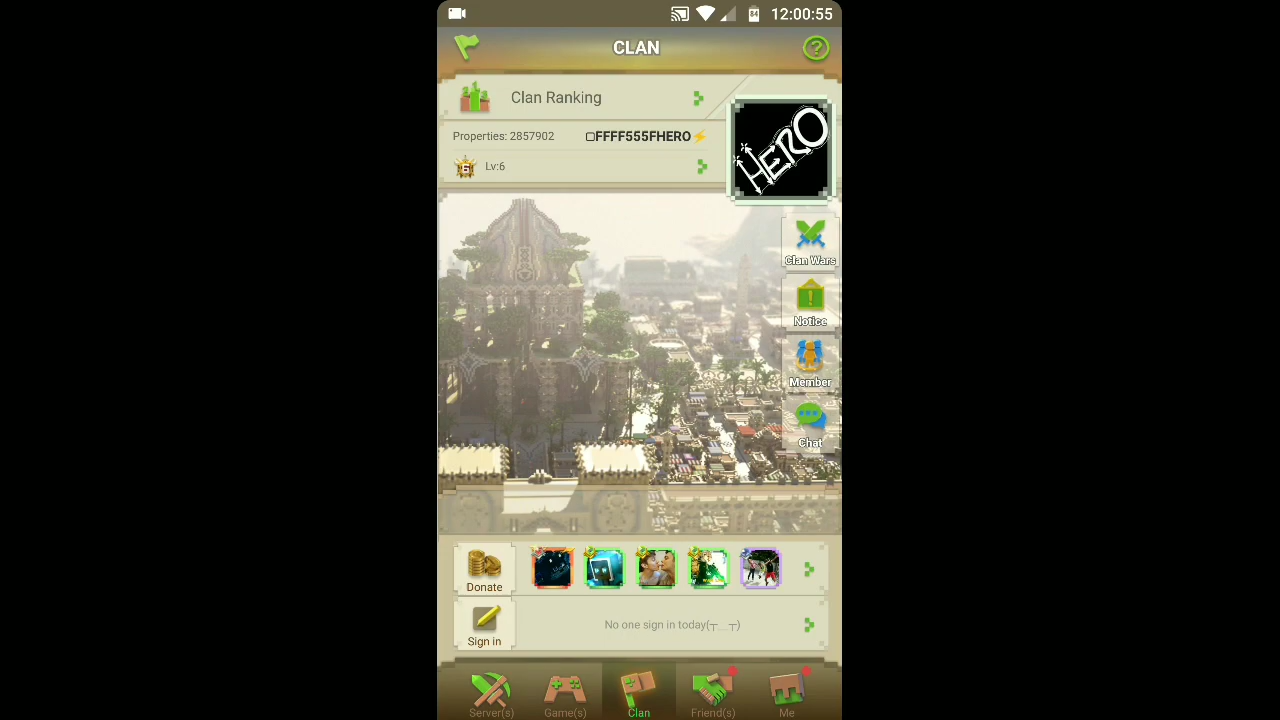 12:00:55
CLAN
Clan Ranking
Properties: 2857902
▢FFFF555FHERO⚡
HERO
6
Lv:6
Clan Wars
Notice
Member
Chat
Donate
Sign in
No one sign in today(┬＿┬)
Server(s)
Game(s)
Clan
Friend(s)
Me